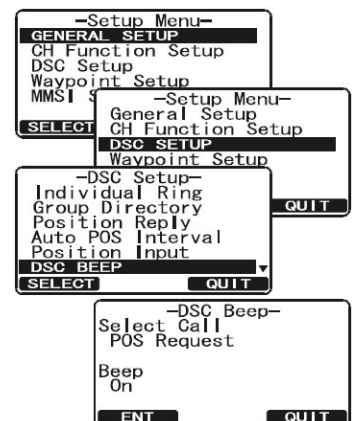 –Setup Menu–
GENERAL SETUP
CH Function Setup
DSC Setup
Waypoint Setup
MMSI S
SELECT
–Setup Menu–
General Setup
CH Function Setup
DSC SETUP
Waypoint Setup
QUIT
–DSC Setup–
Individual Ring
Group Directory
Position Reply
Auto POS Interval
Position Input
DSC BEEP
SELECT QUIT
–DSC Beep–
Select Call
POS Request
Beep
On
ENT QUIT